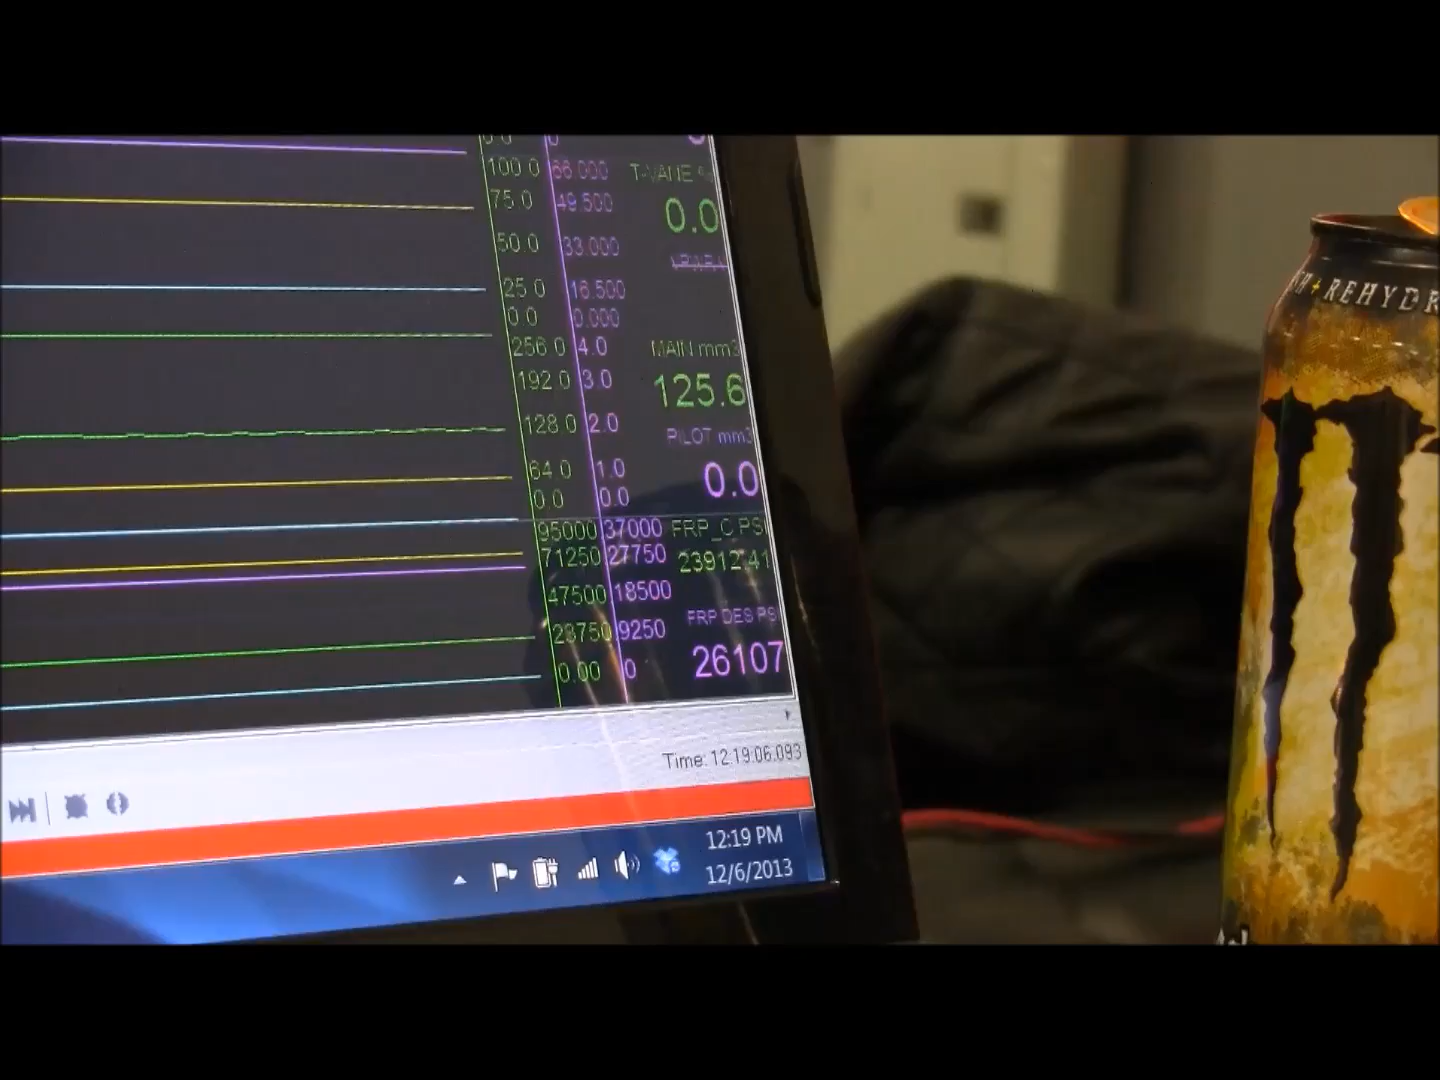 100.0 66.000 T-VANE %
75.0 49.500
0.0
50.0 33.000
25.0 16.500
0.0 0.000
256.0 4.0 MAIN mm3
192.0 3.0
125.6
128.0 2.0
PILOT mm3
64.0 1.0
0.0
0.0 0.0
95000 37000 FRP_C PSI
71250 27750
23912.41
47500 18500
FRP DES PS
28750 9250
26107
0.00 0
Time: 12:19:06.093
12:19 PM
12/6/2013
+ REHYDR